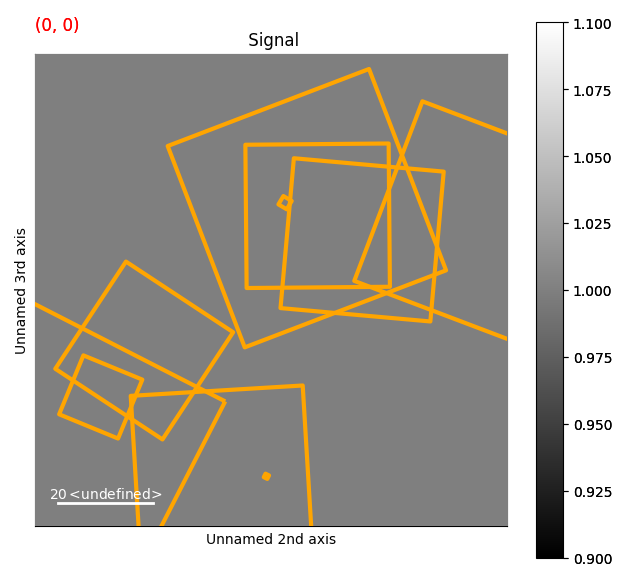 (0, 0)
Signal
1.100
1.075
1.050
1.025
1.000
0.975
0.950
0.925
0.900
Unnamed 3rd axis
20 <undefined>
Unnamed 2nd axis